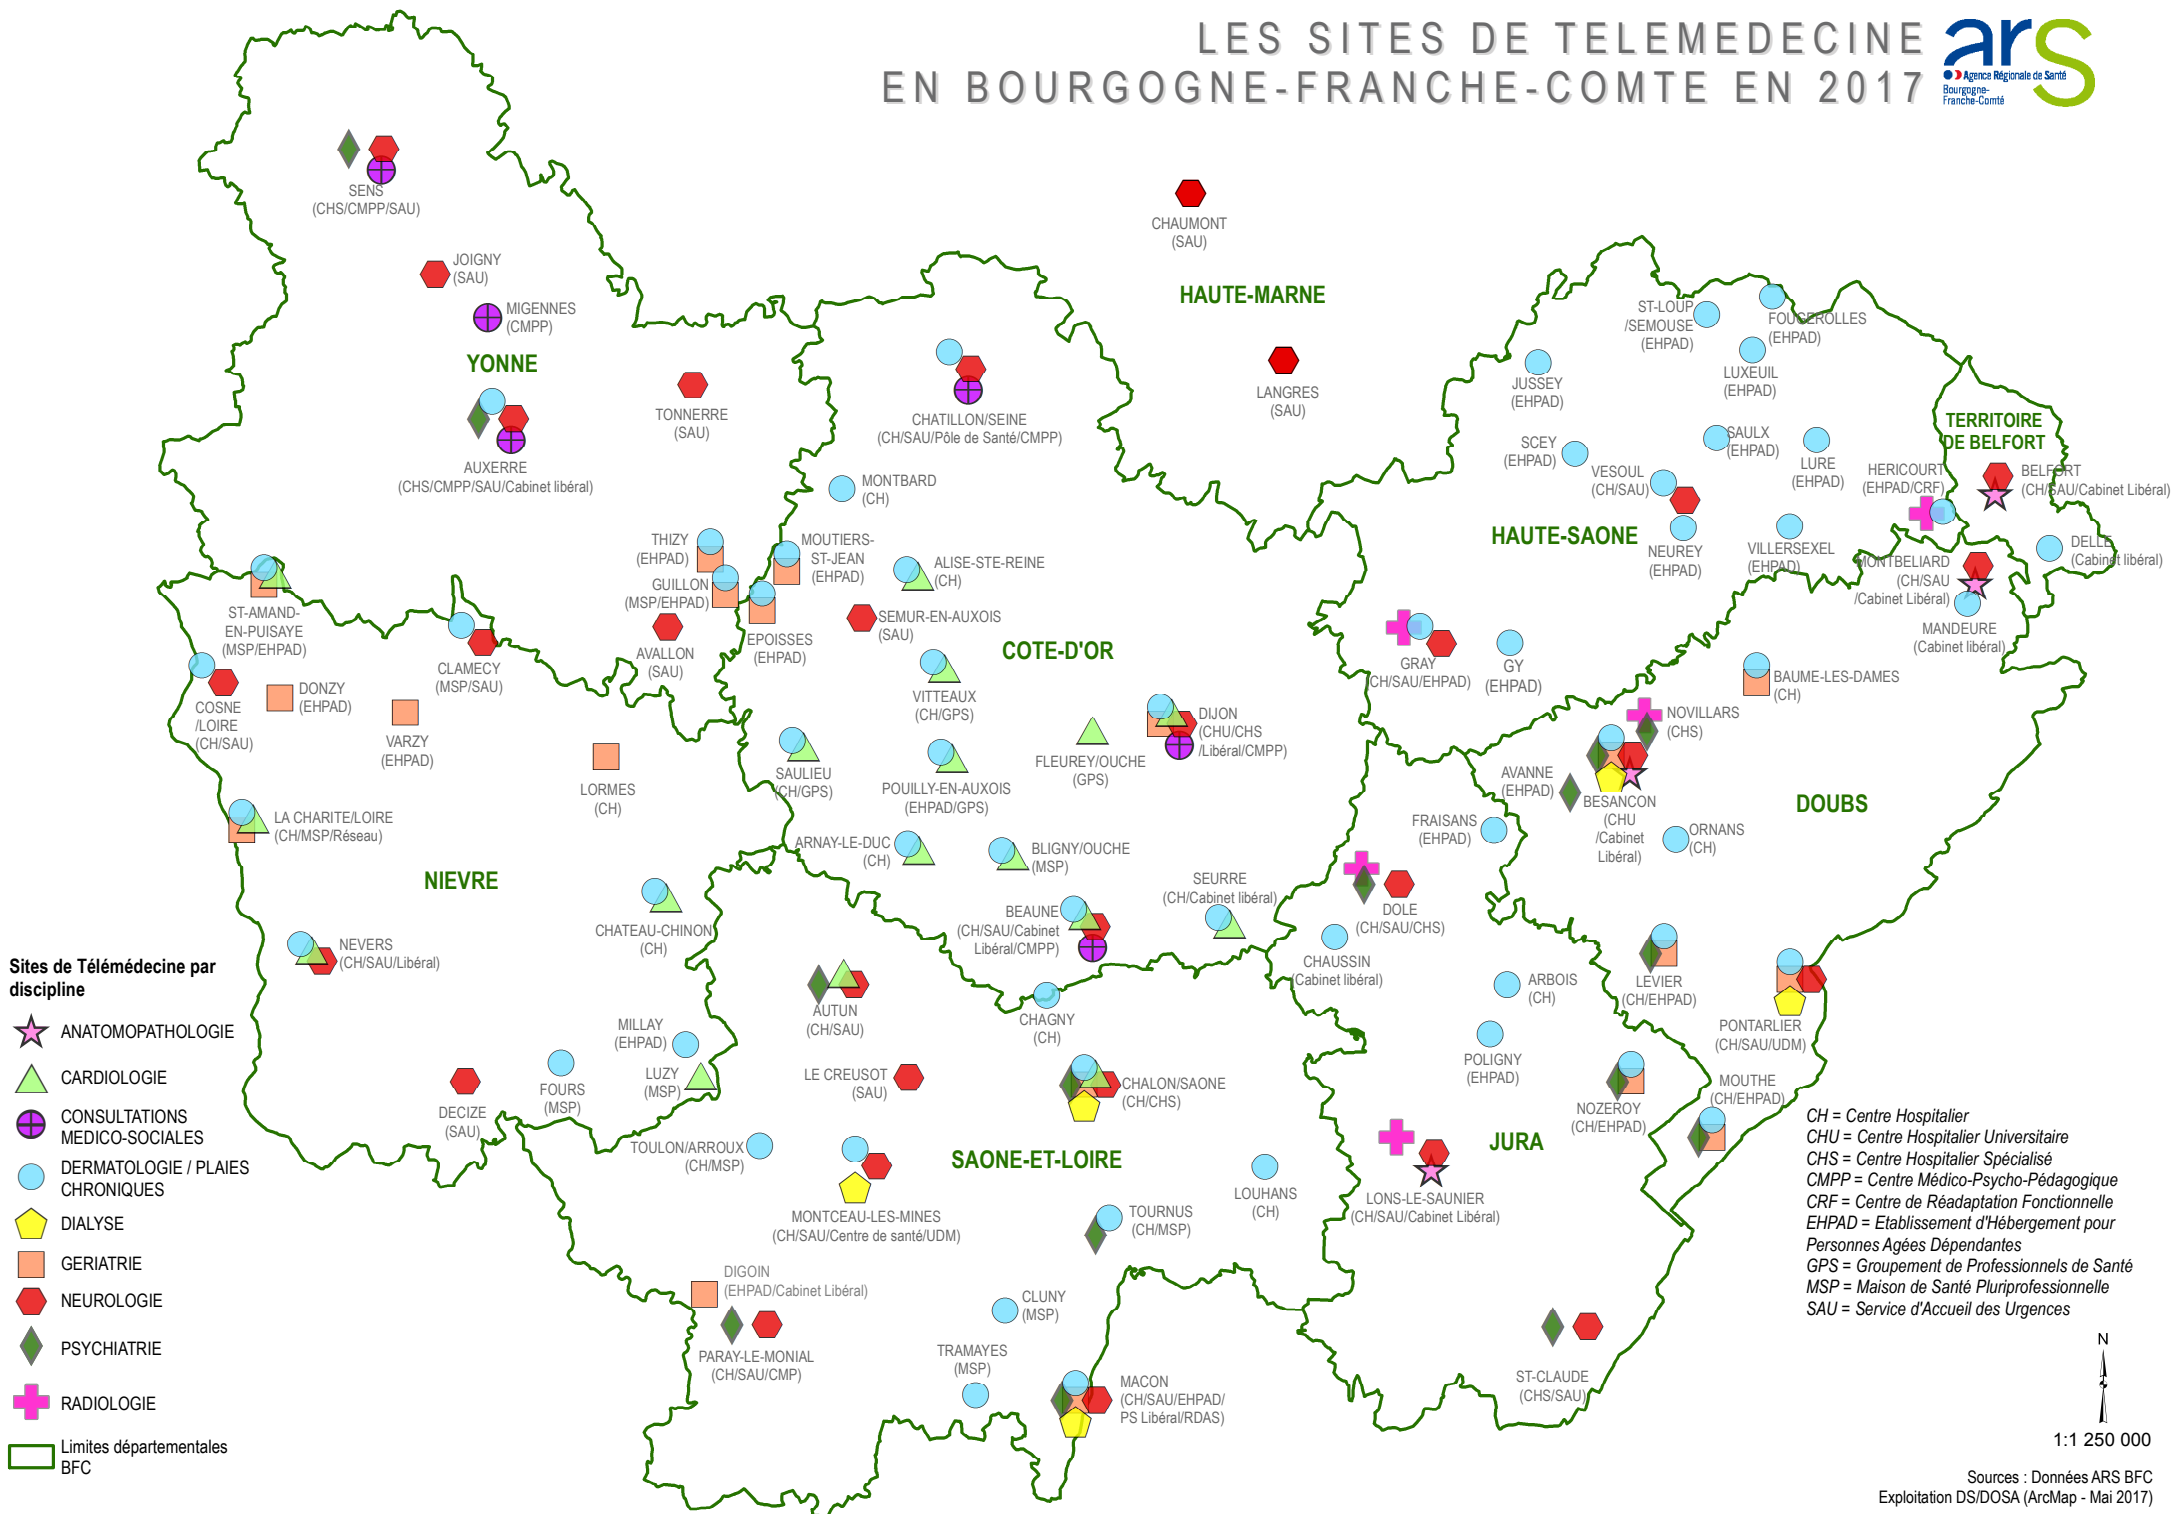 LES SITES DE TELEMEDECINE
EN BOURGOGNE-FRANCHE-COMTE EN 2017
ars
Agence Régionale de Santé
Bourgogne-
Franche-Comté
SENS
(CHS/CMPP/SAU)
JOIGNY
(SAU)
MIGENNES
(CMPP)
YONNE
TONNERRE
(SAU)
AUXERRE
(CHS/CMPP/SAU/Cabinet libéral)
CHAUMONT
(SAU)
HAUTE-MARNE
LANGRES
(SAU)
CHATILLON/SEINE
(CH/SAU/Pôle de Santé/CMPP)
MONTBARD
(CH)
THIZY
(EHPAD)
MOUTIERS-
ST-JEAN
(EHPAD)
GUILLON
(MSP/EHPAD)
EPOISSES
(EHPAD)
AVALLON
(SAU)
ALISE-STE-REINE
(CH)
SEMUR-EN-AUXOIS
(SAU)
COTE-D'OR
VITTEAUX
(CH/GPS)
FLEUREY/OUCHE
(GPS)
DIJON
(CHU/CHS
/Libéral/CMPP)
SAULIEU
(CH/GPS)
POUILLY-EN-AUXOIS
(EHPAD/GPS)
ARNAY-LE-DUC
(CH)
BLIGNY/OUCHE
(MSP)
SEURRE
(CH/Cabinet libéral)
BEAUNE
(CH/SAU/Cabinet
Libéral/CMPP)
ST-LOUP
/SEMOUSE
(EHPAD)
FOUGEROLLES
(EHPAD)
LUXEUIL
(EHPAD)
JUSSEY
(EHPAD)
SCEY
(EHPAD)
SAULX
(EHPAD)
LURE
(EHPAD)
VESOUL
(CH/SAU)
HAUTE-SAONE
NEUREY
(EHPAD)
VILLERSEXEL
(EHPAD)
GRAY
(CH/SAU/EHPAD)
GY
(EHPAD)
TERRITOIRE
DE BELFORT
HERICOURT
(EHPAD/CRF)
BELFORT
(CH/SAU/Cabinet Libéral)
DELLE
(Cabinet libéral)
MONTBELIARD
(CH/SAU
/Cabinet Libéral)
MANDEURE
(Cabinet libéral)
BAUME-LES-DAMES
(CH)
NOVILLARS
(CHS)
AVANNE
(EHPAD)
BESANCON
(CHU
/Cabinet
Libéral)
DOUBS
ORNANS
(CH)
LEVIER
(CH/EHPAD)
PONTARLIER
(CH/SAU/UDM)
MOUTHE
(CH/EHPAD)
FRAISANS
(EHPAD)
DOLE
(CH/SAU/CHS)
CHAUSSIN
(Cabinet libéral)
ARBOIS
(CH)
POLIGNY
(EHPAD)
NOZEROY
(CH/EHPAD)
JURA
LONS-LE-SAUNIER
(CH/SAU/Cabinet Libéral)
ST-CLAUDE
(CHS/SAU)
ST-AMAND-
EN-PUISAYE
(MSP/EHPAD)
CLAMECY
(MSP/SAU)
COSNE
/LOIRE
(CH/SAU)
DONZY
(EHPAD)
VARZY
(EHPAD)
LORMES
(CH)
LA CHARITE/LOIRE
(CH/MSP/Réseau)
NIEVRE
CHATEAU-CHINON
(CH)
NEVERS
(CH/SAU/Libéral)
MILLAY
(EHPAD)
LUZY
(MSP)
FOURS
(MSP)
DECIZE
(SAU)
AUTUN
(CH/SAU)
CHAGNY
(CH)
LE CREUSOT
(SAU)
CHALON/SAONE
(CH/CHS)
TOULON/ARROUX
(CH/MSP)
SAONE-ET-LOIRE
MONTCEAU-LES-MINES
(CH/SAU/Centre de santé/UDM)
LOUHANS
(CH)
TOURNUS
(CH/MSP)
DIGOIN
(EHPAD/Cabinet Libéral)
PARAY-LE-MONIAL
(CH/SAU/CMP)
CLUNY
(MSP)
TRAMAYES
(MSP)
MACON
(CH/SAU/EHPAD/
PS Libéral/RDAS)
Sites de Télémédecine par
discipline
ANATOMOPATHOLOGIE
CARDIOLOGIE
CONSULTATIONS
MEDICO-SOCIALES
DERMATOLOGIE / PLAIES
CHRONIQUES
DIALYSE
GERIATRIE
NEUROLOGIE
PSYCHIATRIE
RADIOLOGIE
Limites départementales
BFC
CH = Centre Hospitalier
CHU = Centre Hospitalier Universitaire
CHS = Centre Hospitalier Spécialisé
CMPP = Centre Médico-Psycho-Pédagogique
CRF = Centre de Réadaptation Fonctionnelle
EHPAD = Etablissement d'Hébergement pour
Personnes Agées Dépendantes
GPS = Groupement de Professionnels de Santé
MSP = Maison de Santé Pluriprofessionnelle
SAU = Service d'Accueil des Urgences
N
1:1 250 000
Sources : Données ARS BFC
Exploitation DS/DOSA (ArcMap - Mai 2017)